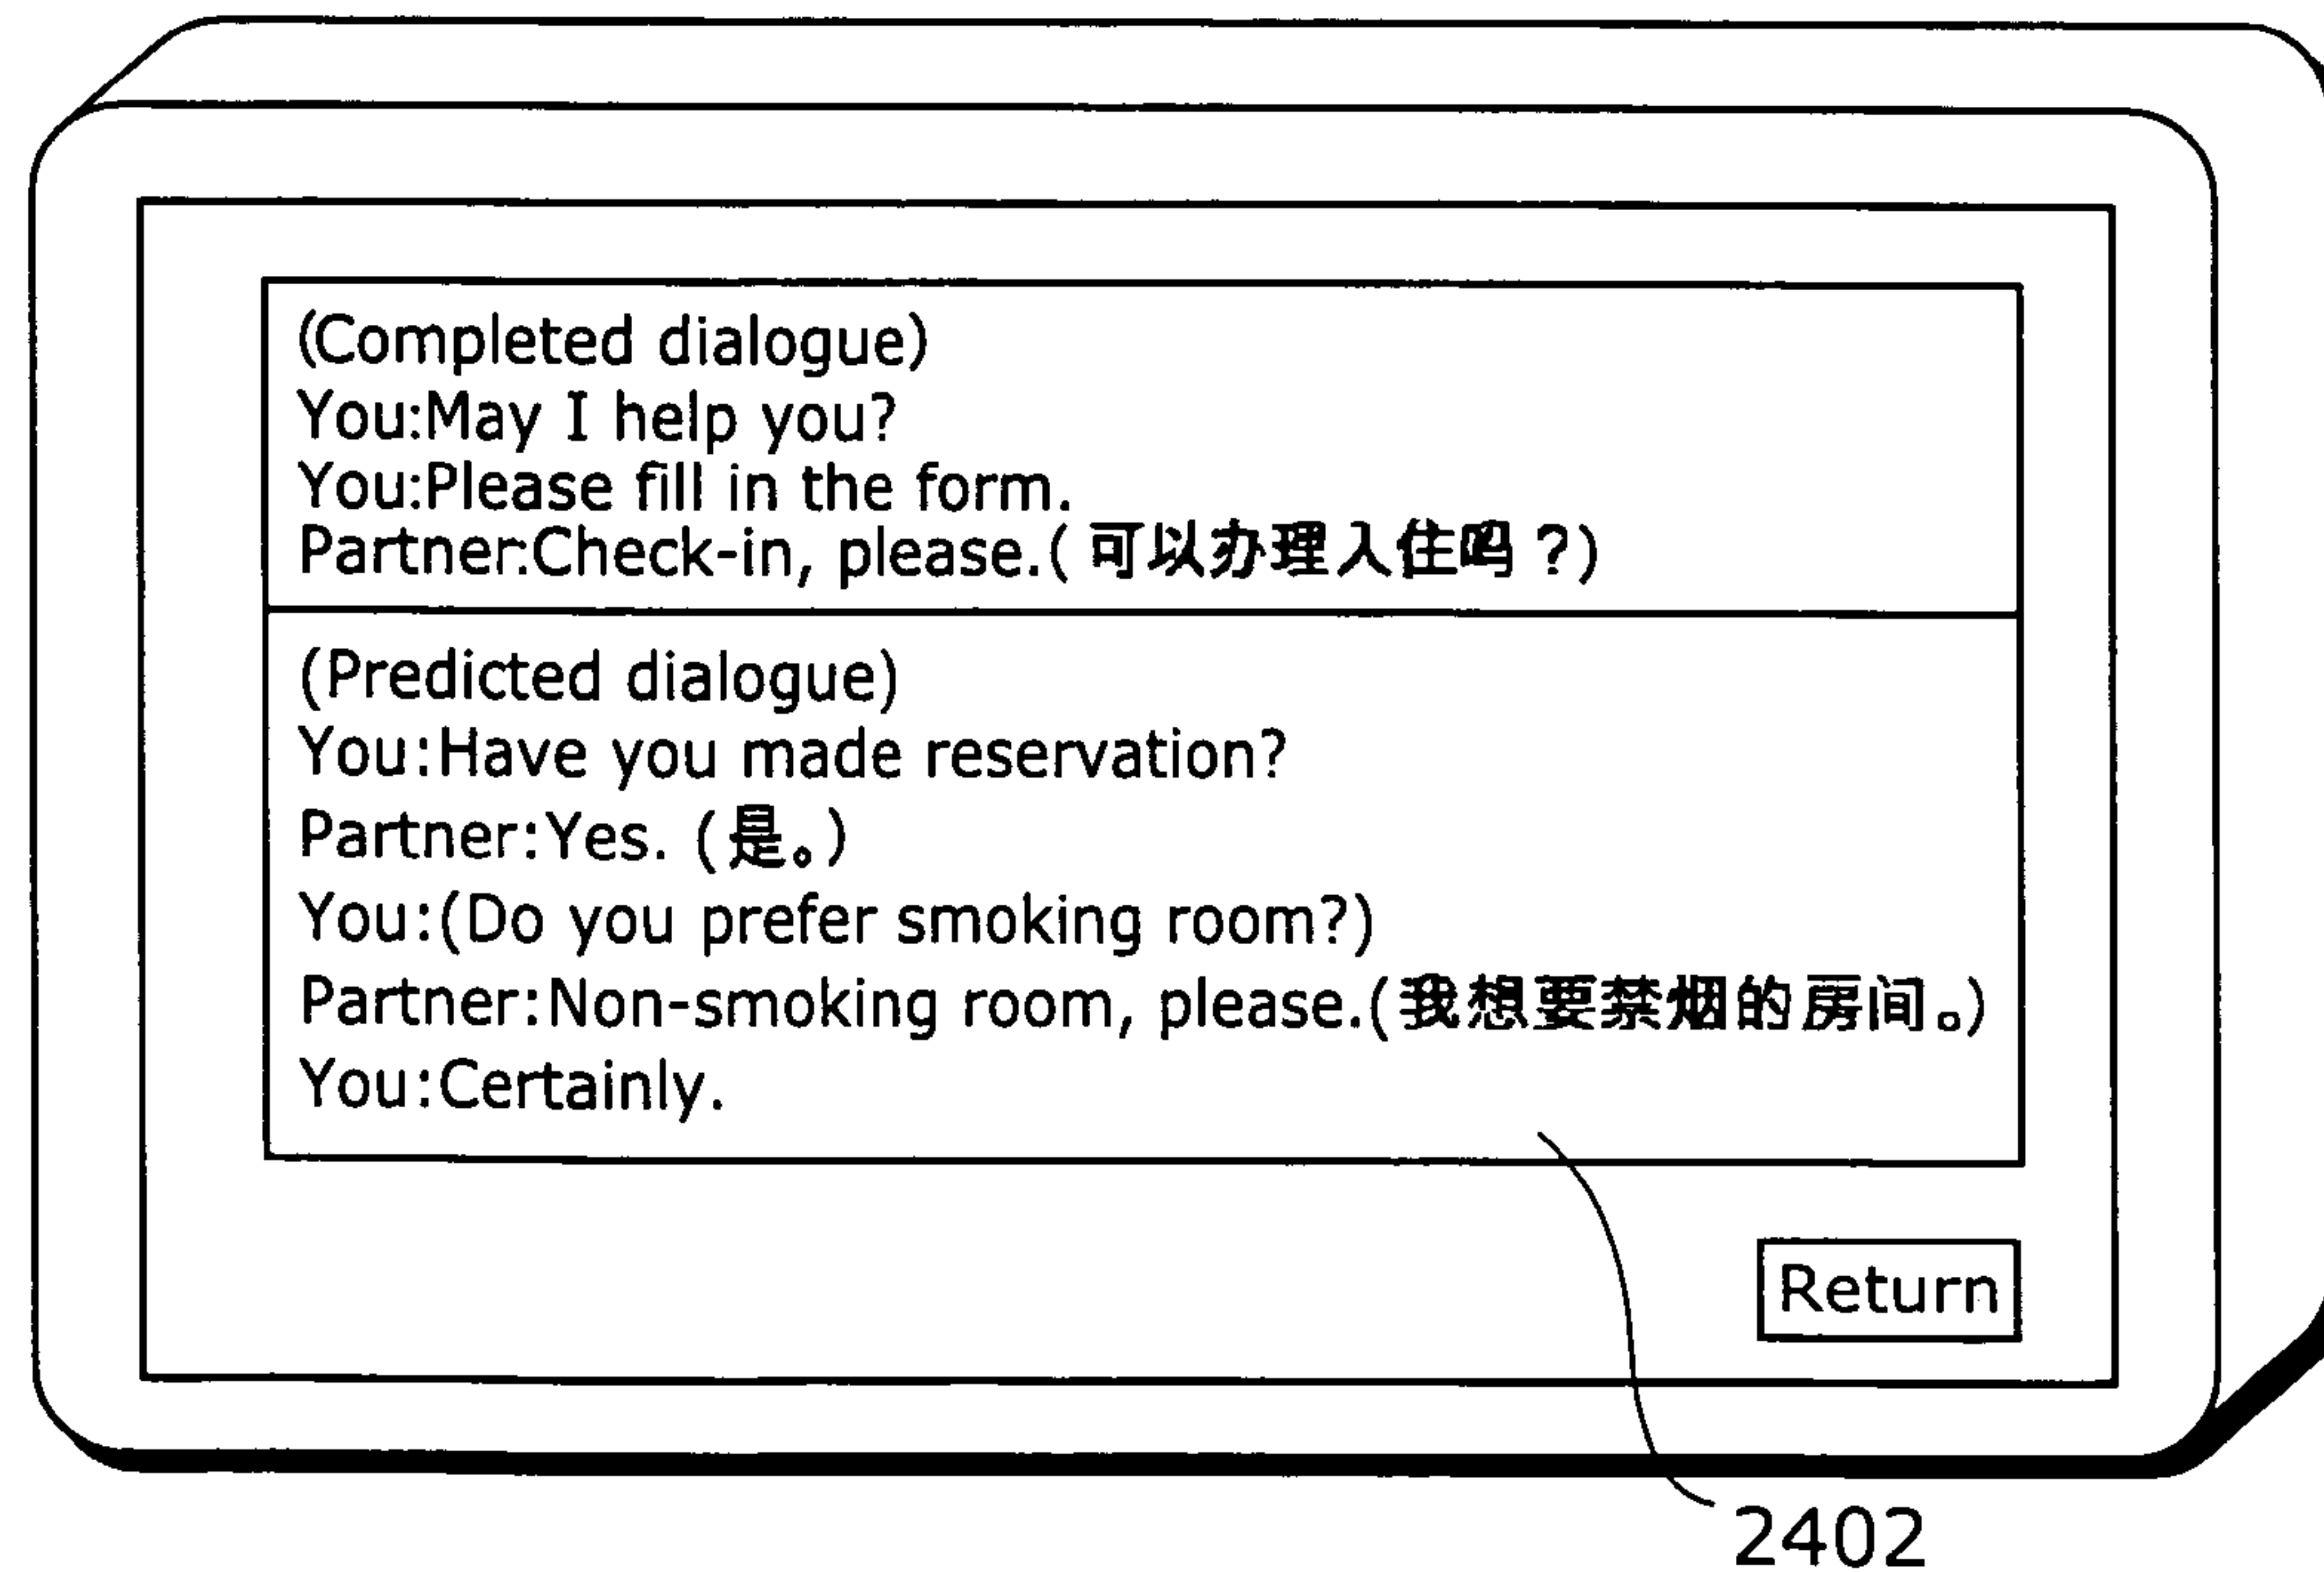 (Completed dialogue)
You:May I help you?
You:Please fill in the form.
Partner:Check-in, please.(可以办理入住吗?)
(Predicted dialogue)
You:Have you made reservation?
Partner:Yes. (是。)
You:(Do you prefer smoking room?)
Partner:Non-smoking room, please.(我想要禁烟的房间。)
You:Certainly.
Return
2402